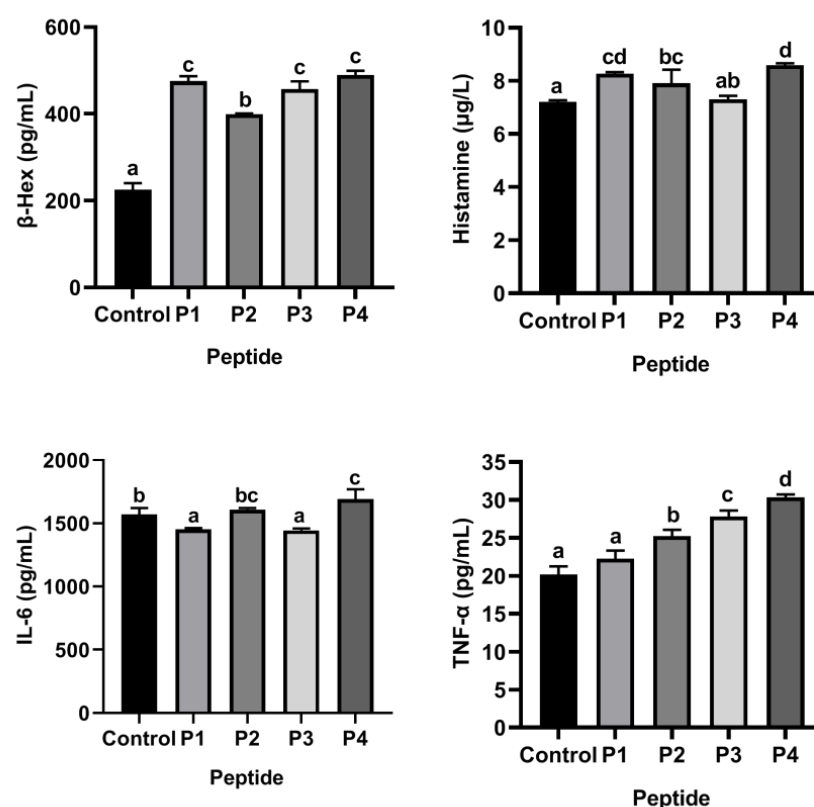 β-Hex (pg/mL)
600
400
200
0
a
c
b
c
c
Control P1 P2 P3 P4
Peptide
Histamine (µg/L)
10
8
6
4
2
0
a
cd
bc
ab
d
Control P1 P2 P3 P4
Peptide
IL-6 (pg/mL)
2000
1500
1000
500
0
b
a
bc
a
c
Control P1 P2 P3 P4
Peptide
TNF-α (pg/mL)
35
30
25
20
15
10
5
0
a
a
b
c
d
Control P1 P2 P3 P4
Peptide